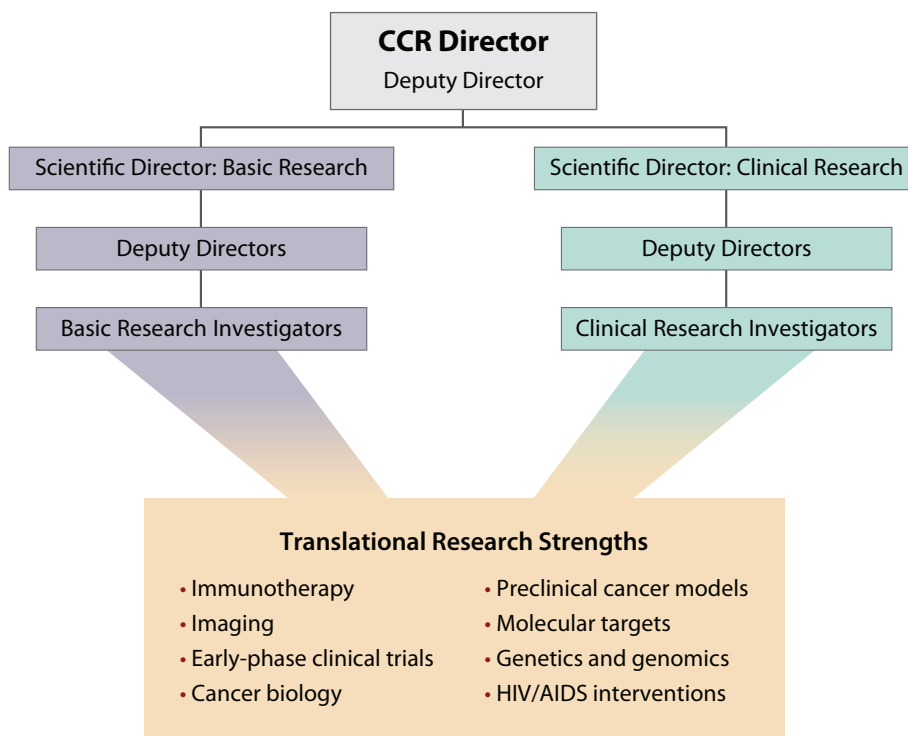 CCR Director
Deputy Director
Scientific Director: Basic Research
Scientific Director: Clinical Research
Deputy Directors
Deputy Directors
Basic Research Investigators
Clinical Research Investigators
Translational Research Strengths
• Immunotherapy
• Imaging
• Early-phase clinical trials
• Cancer biology
• Preclinical cancer models
• Molecular targets
• Genetics and genomics
• HIV/AIDS interventions